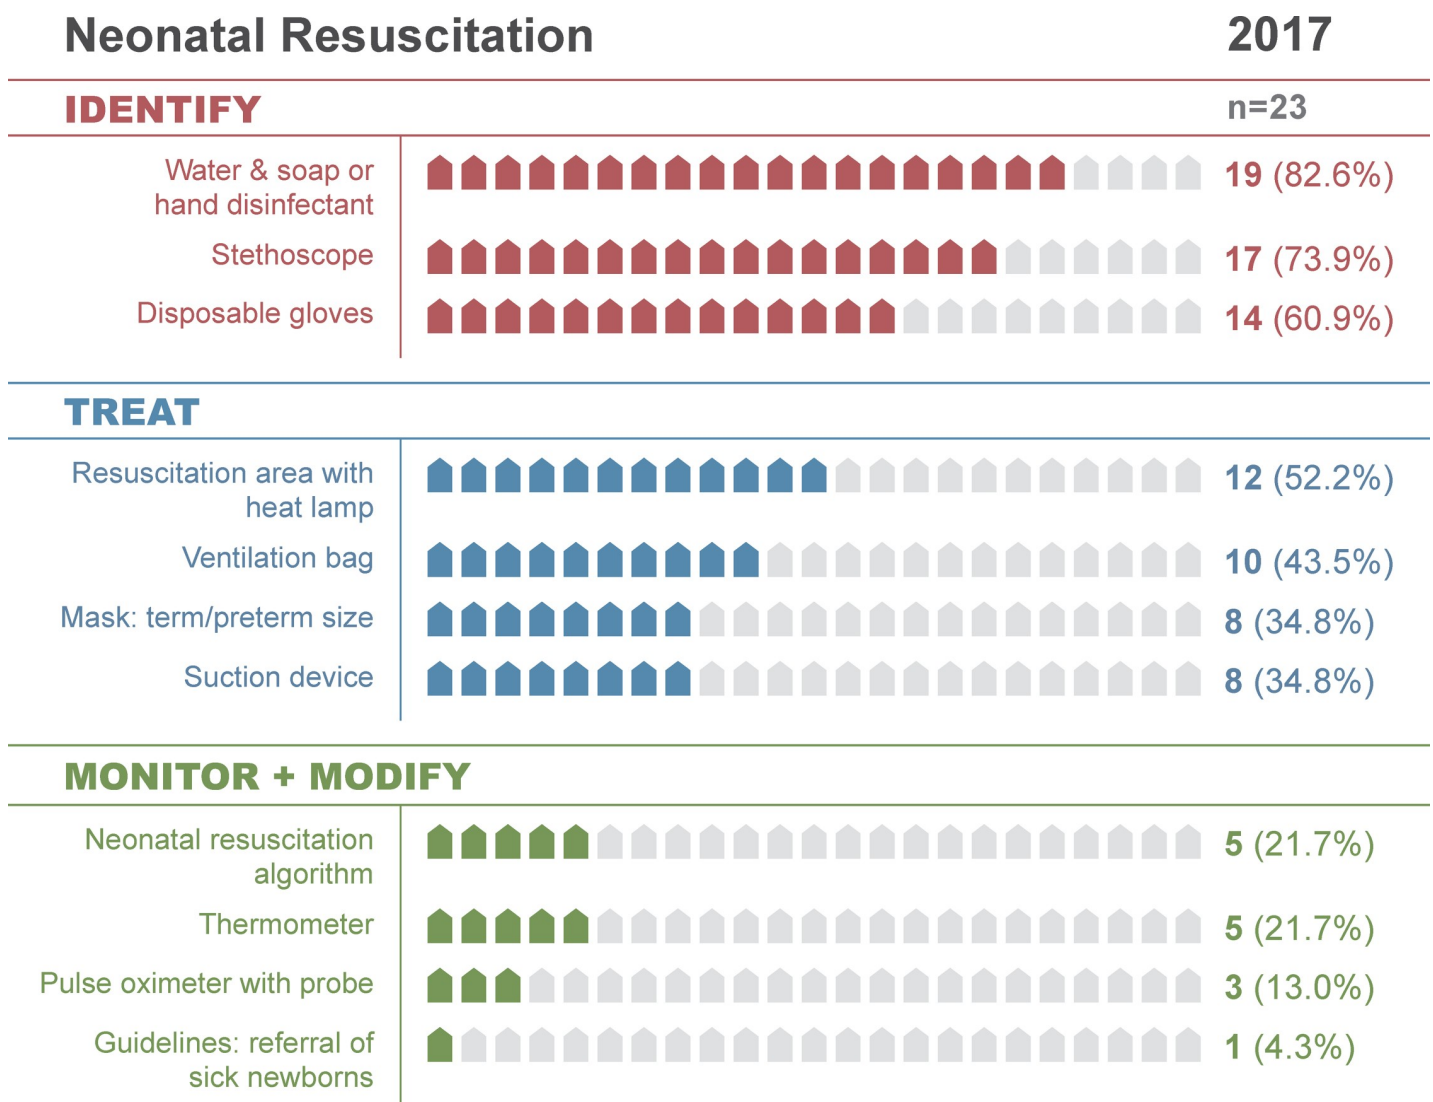 Neonatal Resuscitation 2017
IDENTIFY n=23
Water & soap or
hand disinfectant
19 (82.6%)
Stethoscope 17 (73.9%)
Disposable gloves 14 (60.9%)
TREAT
Resuscitation area with
heat lamp
12 (52.2%)
Ventilation bag 10 (43.5%)
Mask: term/preterm size 8 (34.8%)
Suction device 8 (34.8%)
MONITOR + MODIFY
Neonatal resuscitation
algorithm
5 (21.7%)
Thermometer 5 (21.7%)
Pulse oximeter with probe 3 (13.0%)
Guidelines: referral of
sick newborns
1 (4.3%)